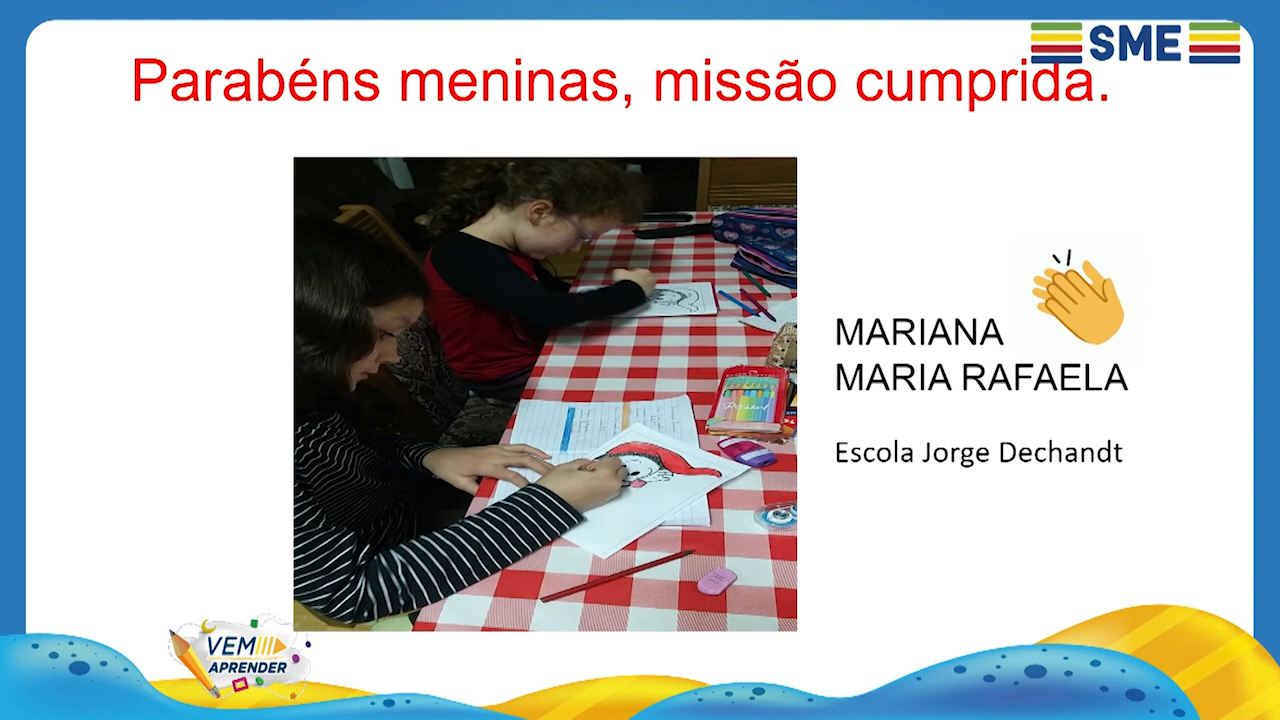 SME
Parabéns meninas, missão cumprida.
MARIANA
MARIA RAFAELA
Escola Jorge Dechandt
VEM
APRENDER